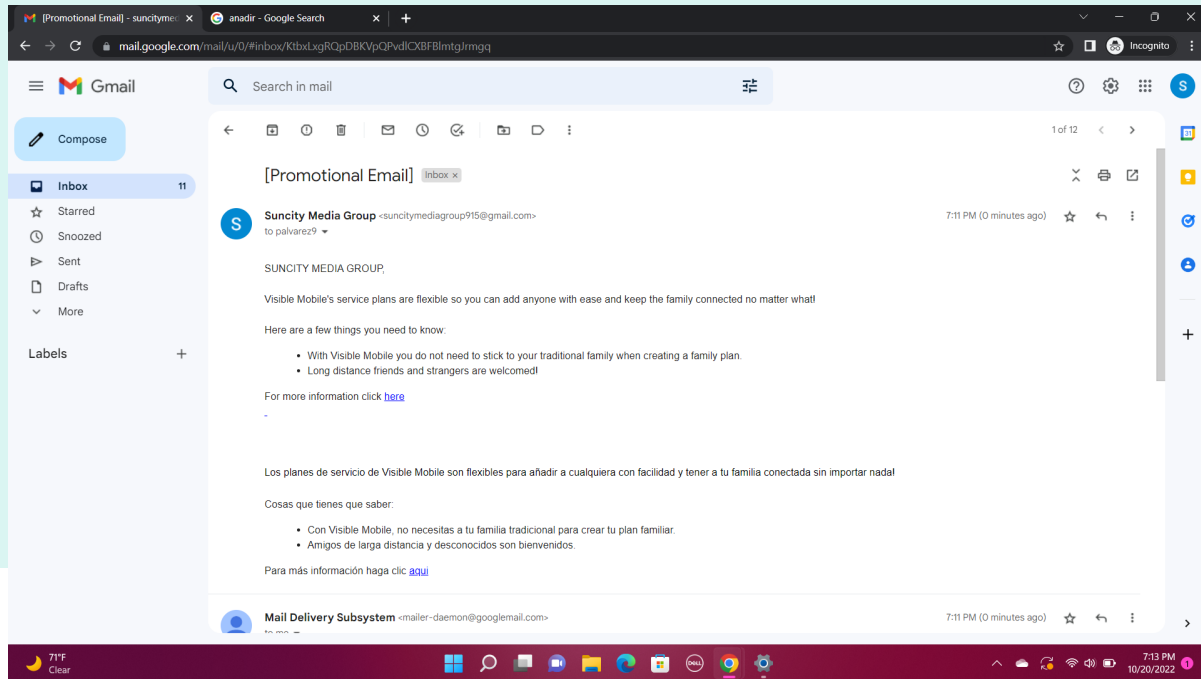 [Promotional Email] - suncitymed
anadir - Google Search
mail.google.com/mail/u/0/#inbox/KtbxLxgRQpDBKVpQPvdlCXBFBlmtgJrmgq
Incognito
Gmail
Search in mail
S
Compose
1 of 12
31
[Promotional Email]
Inbox ×
Inbox 11
Starred
Snoozed
Sent
Drafts
More
Labels
S
Suncity Media Group <suncitymediagroup915@gmail.com>
7:11 PM (0 minutes ago)
to palvarez9
SUNCITY MEDIA GROUP,
Visible Mobile's service plans are flexible so you can add anyone with ease and keep the family connected no matter what!
Here are a few things you need to know:
• With Visible Mobile you do not need to stick to your traditional family when creating a family plan.
• Long distance friends and strangers are welcomed!
For more information click here
Los planes de servicio de Visible Mobile son flexibles para añadir a cualquiera con facilidad y tener a tu familia conectada sin importar nada!
Cosas que tienes que saber:
• Con Visible Mobile, no necesitas a tu familia tradicional para crear tu plan familiar.
• Amigos de larga distancia y desconocidos son bienvenidos.
Para más información haga clic aqui
Mail Delivery Subsystem <mailer-daemon@googlemail.com>
7:11 PM (0 minutes ago)
to me
71°F
Clear
DELL
7:13 PM
10/20/2022
1